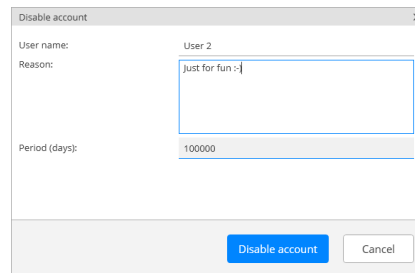 Disable account
User name: User 2
Reason: Just for fun :-)
Period (days): 100000
Disable account Cancel